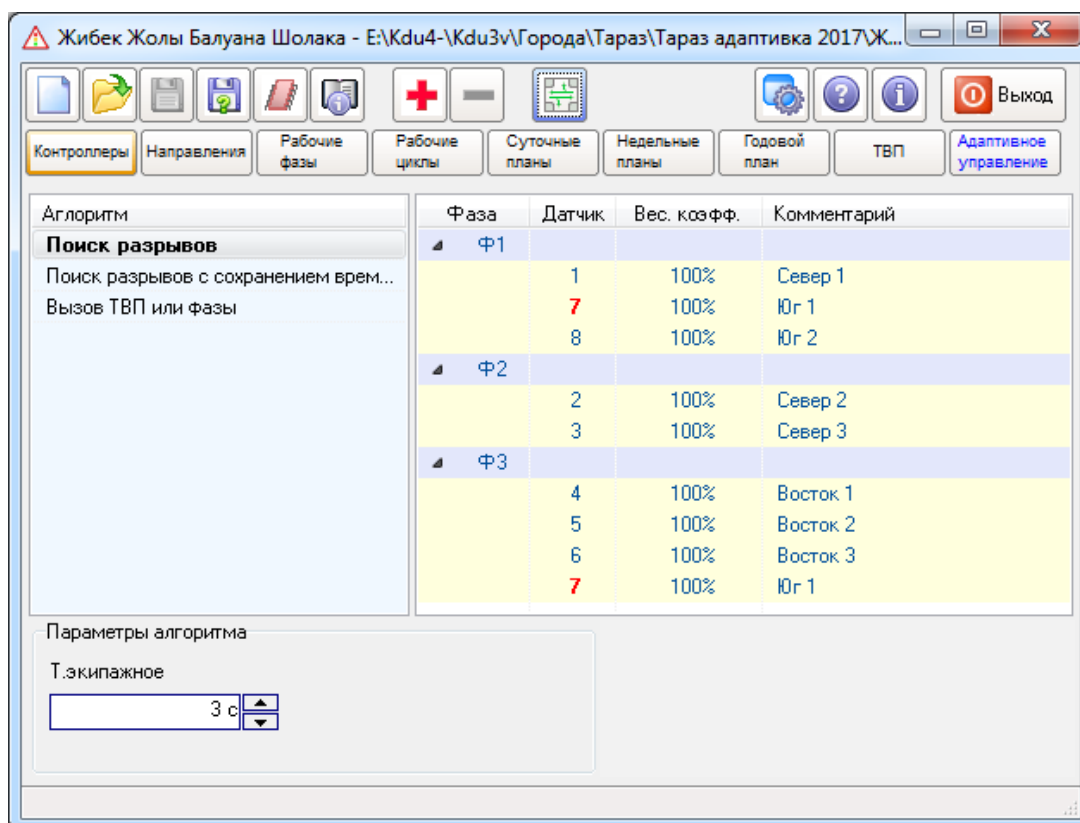 Жибек Жолы Балуана Шолака - E:\Kdu4-\Kdu3v\Города\Тараз\Тараз адаптивка 2017\Ж...
Выход
Контроллеры Направления Рабочие фазы Рабочие циклы Суточные планы Недельные планы Годовой план ТВП Адаптивное управление
Аглоритм
Поиск разрывов
Поиск разрывов с сохранением врем...
Вызов ТВП или фазы
Фаза Датчик Вес. коэфф. Комментарий
Ф1
1 100% Север 1
7 100% Юг 1
8 100% Юг 2
Ф2
2 100% Север 2
3 100% Север 3
Ф3
4 100% Восток 1
5 100% Восток 2
6 100% Восток 3
7 100% Юг 1
Параметры алгоритма
Т.экипажное
3 с